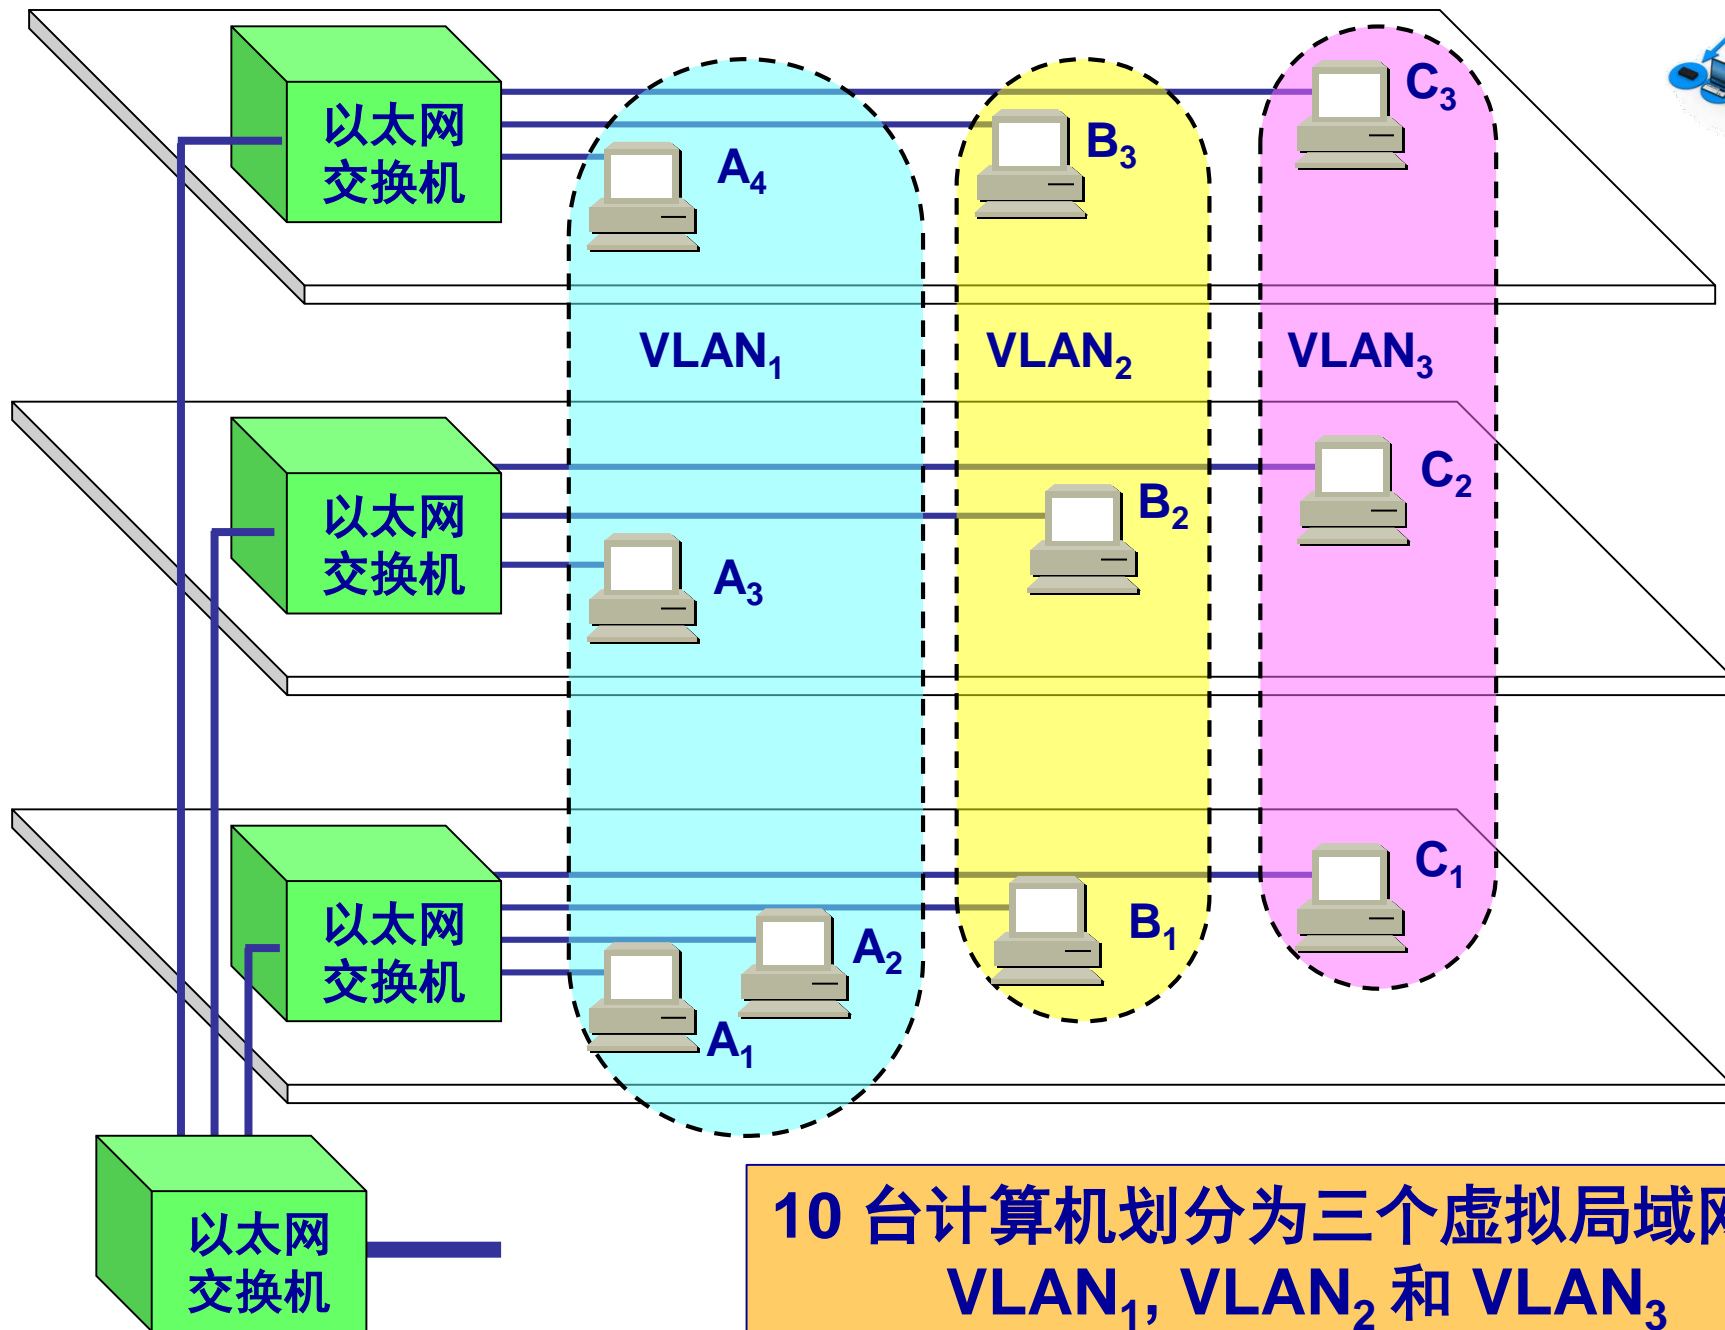 以太网
交换机
A₄
B₃
C₃
VLAN₁
VLAN₂
VLAN₃
以太网
交换机
A₃
B₂
C₂
以太网
交换机
A₁
A₂
B₁
C₁
以太网
交换机
10 台计算机划分为三个虚拟局域网
VLAN₁, VLAN₂ 和 VLAN₃